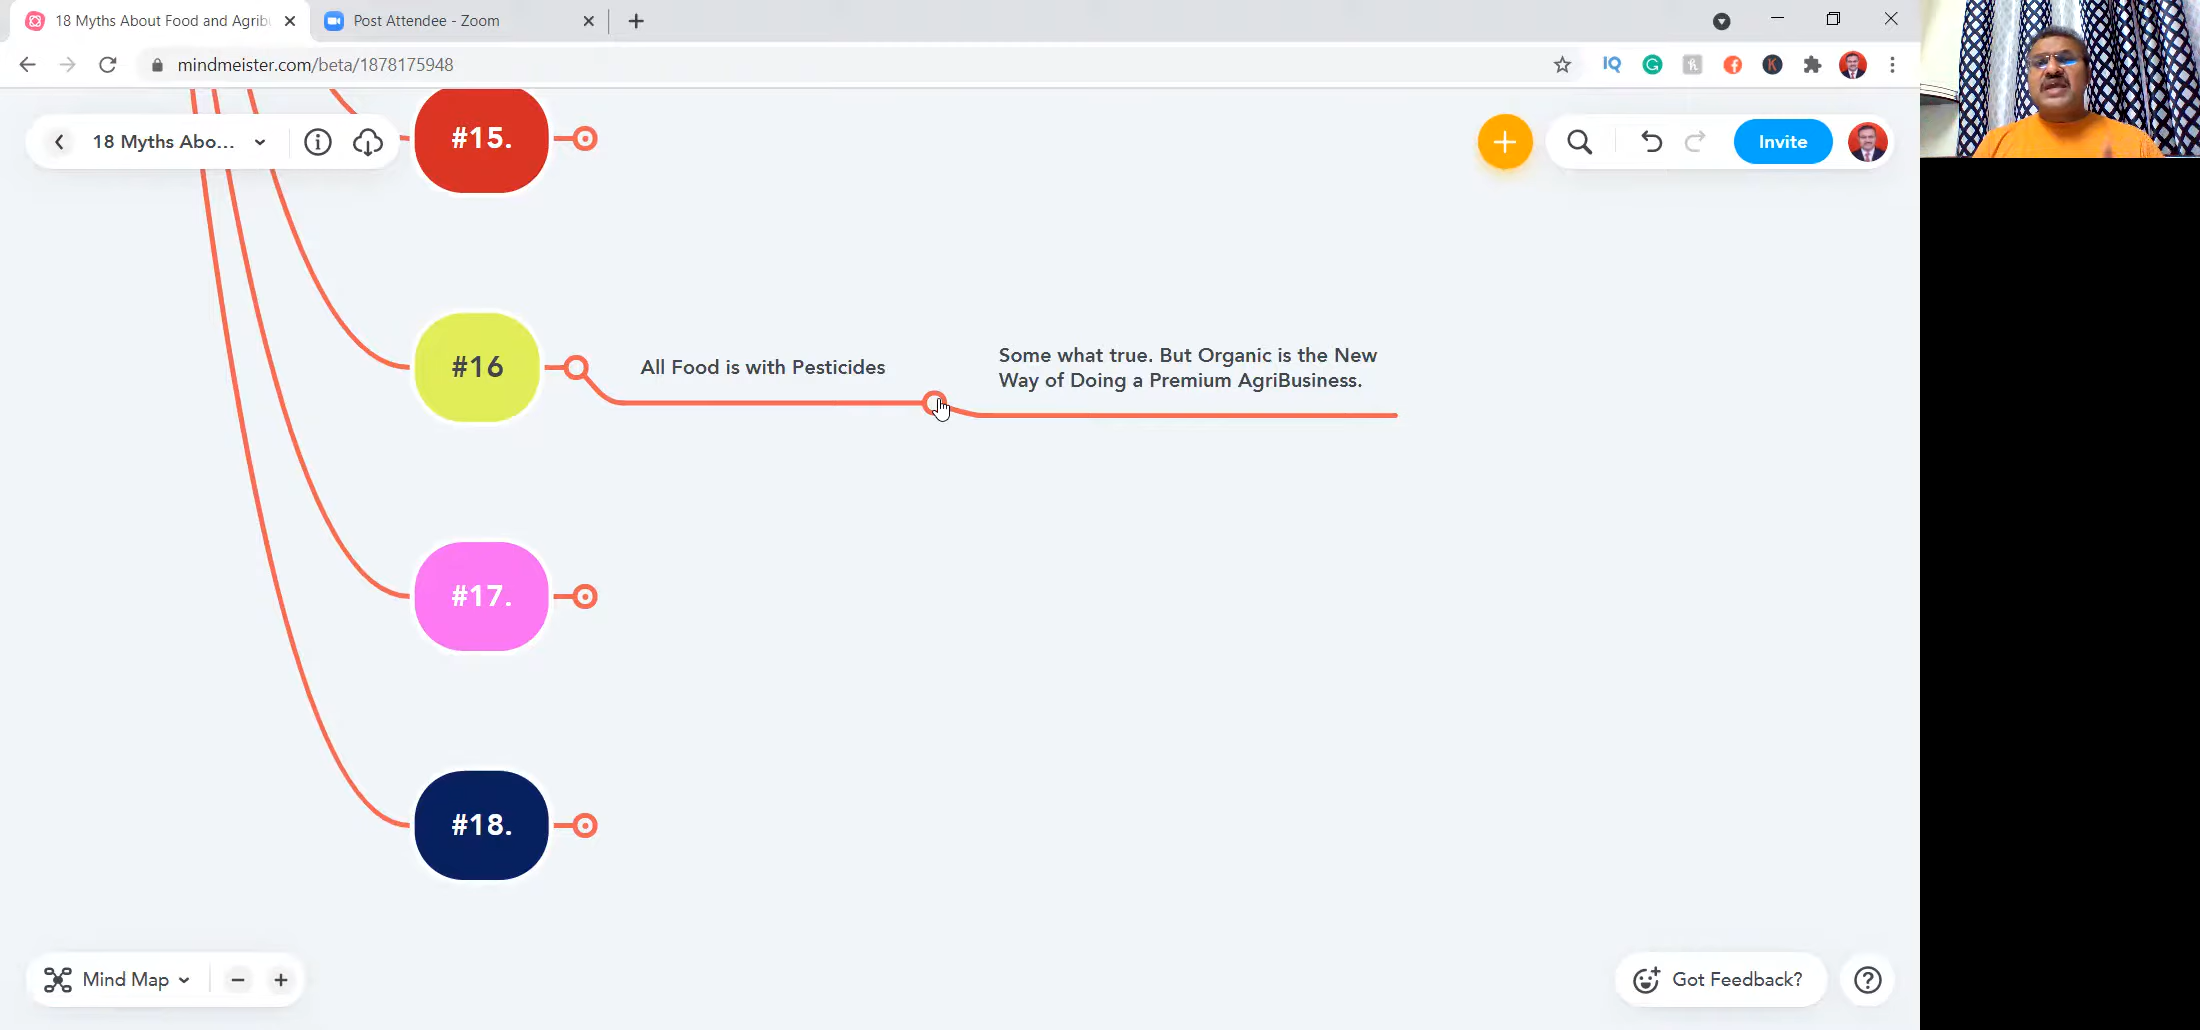 18 Myths About Food and Agrib
Post Attendee - Zoom
mindmeister.com/beta/1878175948
IQ
G
K
18 Myths Abo...
Invite
#15.
#16
All Food is with Pesticides
Some what true. But Organic is the New
Way of Doing a Premium AgriBusiness.
#17.
#18.
Mind Map
Got Feedback?